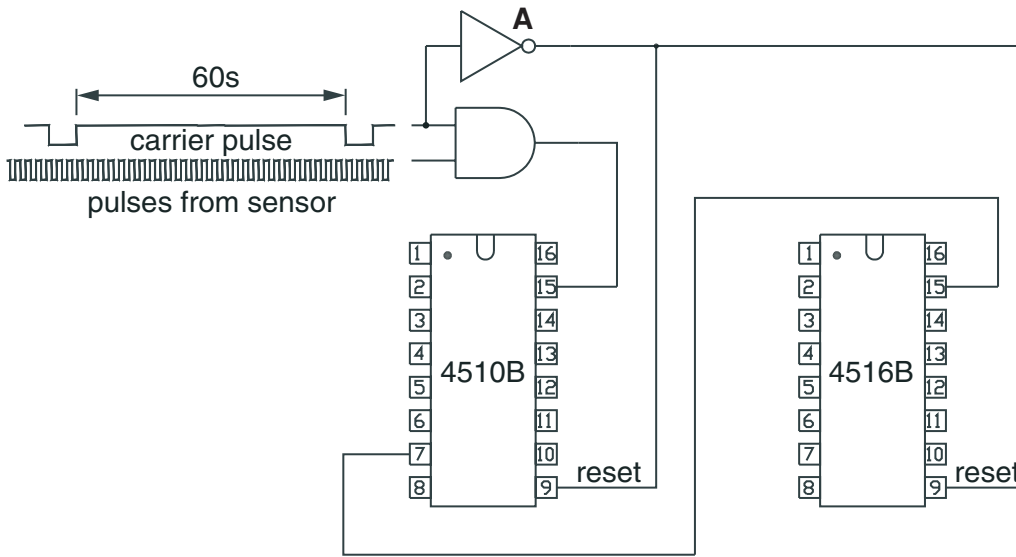 A
60s
carrier pulse
pulses from sensor
1 16 1 16
2 15 2 15
3 14 3 14
4 13 4 13
4510B 4516B
5 12 5 12
6 11 6 11
7 10 7 10
8 9 reset 8 9 reset